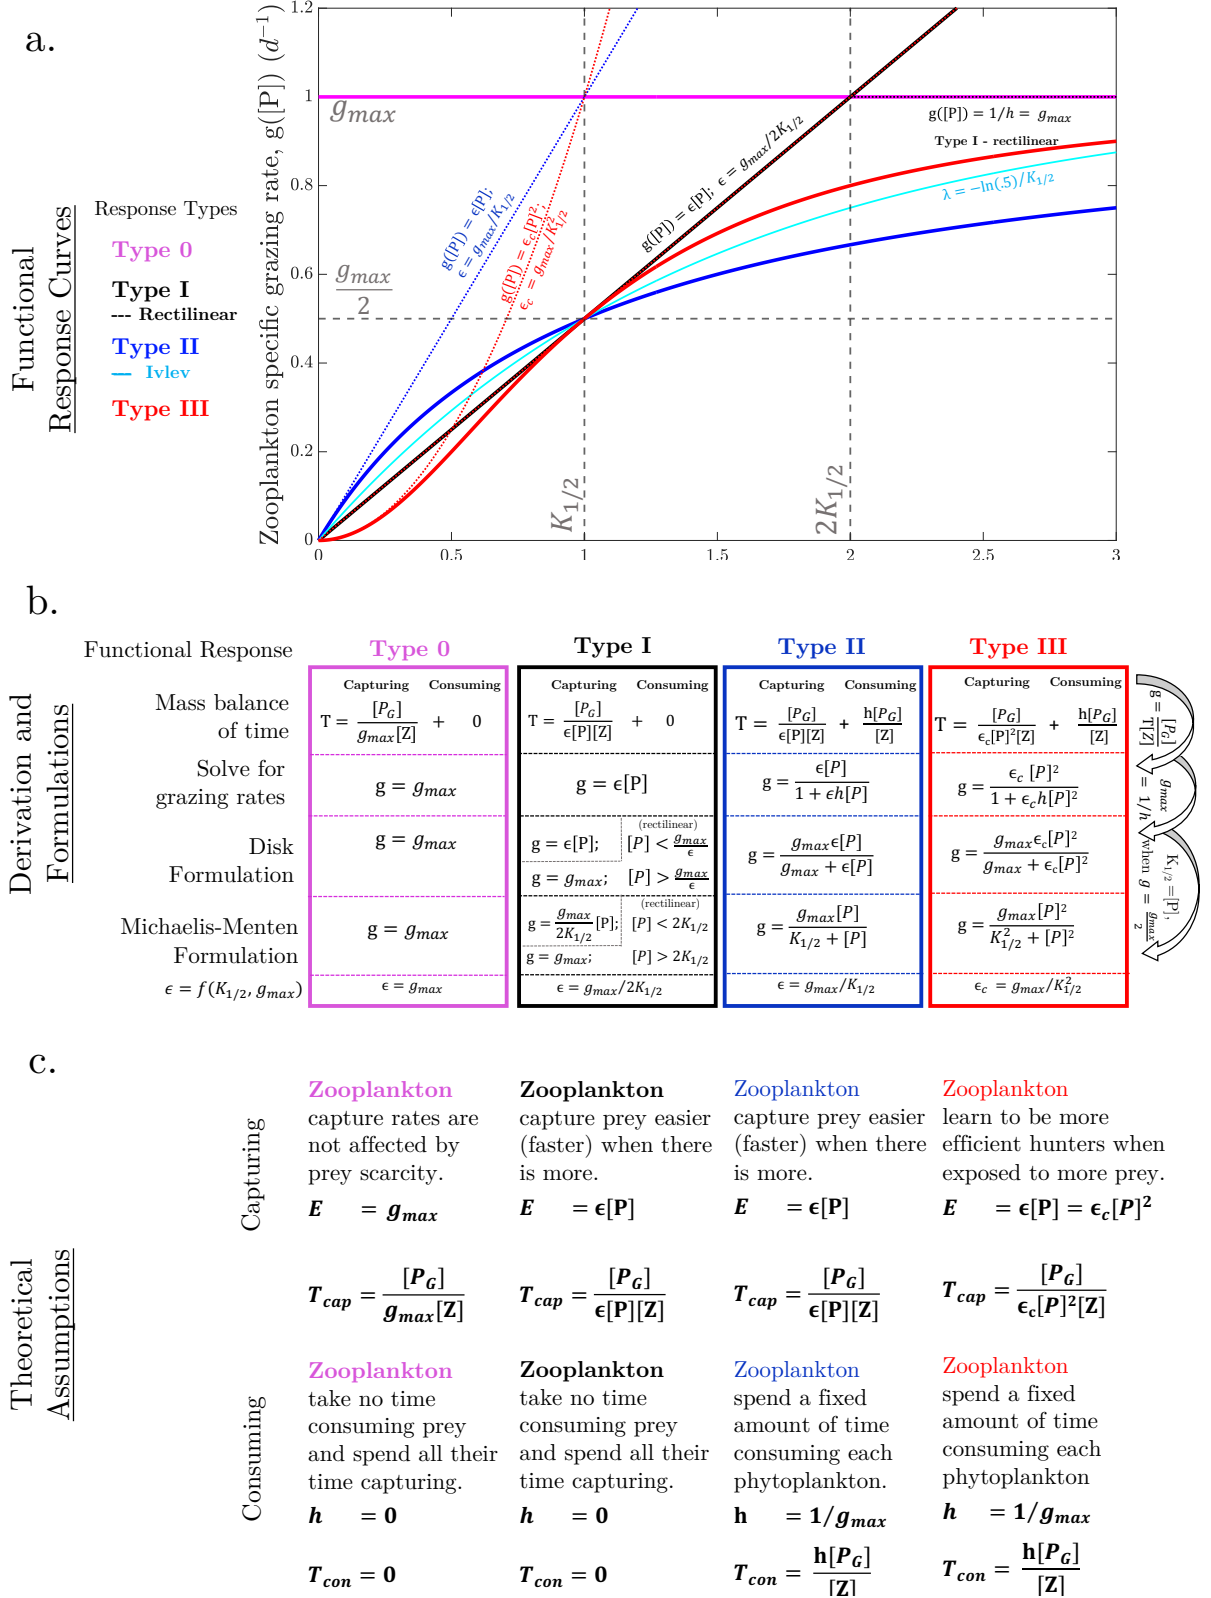 a.
Functional
Response Curves
Response Types
Type 0
Type I
--- Rectilinear
Type II
— Ivlev
Type III
Zooplankton specific grazing rate, g([P]) (d⁻¹)
1.2
1
0.8
0.6
0.4
0.2
0
0 0.5 1 1.5 2 2.5 3
g_max
g_max/2
K_1/2
2K_1/2
g([P]) = ϵ[P];
ϵ = g_max/K_1/2
g([P]) = ϵ_c[P]²;
ϵ_c = g_max/K²_1/2
g([P]) = ϵ[P]; ϵ = g_max/2K_1/2
g([P]) = 1/h = g_max
Type I - rectilinear
λ = −ln(.5)/K_1/2
b.
Derivation and
Formulations
Functional Response Type 0 Type I Type II Type III
Capturing Consuming Capturing Consuming Capturing Consuming Capturing Consuming
Mass balance
of time
T = [P_G]/g_max[Z] + 0
T = [P_G]/ϵ[P][Z] + 0
T = [P_G]/ϵ[P][Z] + h[P_G]/[Z]
T = [P_G]/ϵ_c[P]²[Z] + h[P_G]/[Z]
Solve for
grazing rates
g = g_max
g = ϵ[P]
g = ϵ[P]/1 + ϵh[P]
g = ϵ_c [P]²/1 + ϵ_c h[P]²
Disk
Formulation
g = g_max
(rectilinear)
g = ϵ[P]; [P] < g_max/ϵ
g = g_max; [P] > g_max/ϵ
g = g_max ϵ[P]/g_max + ϵ[P]
g = g_max ϵ_c[P]²/g_max + ϵ_c[P]²
Michaelis-Menten
Formulation
g = g_max
(rectilinear)
g = g_max/2K_1/2 [P]; [P] < 2K_1/2
g = g_max; [P] > 2K_1/2
g = g_max[P]/K_1/2 + [P]
g = g_max[P]²/K²_1/2 + [P]²
ϵ = f(K_1/2, g_max)
ϵ = g_max
ϵ = g_max/2K_1/2
ϵ = g_max/K_1/2
ϵ_c = g_max/K²_1/2
g = [P_G]/T[Z]
g_max
= 1/h
K_1/2 = [P],
when g = g_max/2
c.
Theoretical
Assumptions
Capturing
Zooplankton
capture rates are
not affected by
prey scarcity.
E = g_max
T_cap = [P_G]/g_max[Z]
Zooplankton
capture prey easier
(faster) when there
is more.
E = ϵ[P]
T_cap = [P_G]/ϵ[P][Z]
Zooplankton
capture prey easier
(faster) when there
is more.
E = ϵ[P]
T_cap = [P_G]/ϵ[P][Z]
Zooplankton
learn to be more
efficient hunters when
exposed to more prey.
E = ϵ[P] = ϵ_c[P]²
T_cap = [P_G]/ϵ_c[P]²[Z]
Consuming
Zooplankton
take no time
consuming prey
and spend all their
time capturing.
h = 0
T_con = 0
Zooplankton
take no time
consuming prey
and spend all their
time capturing.
h = 0
T_con = 0
Zooplankton
spend a fixed
amount of time
consuming each
phytoplankton.
h = 1/g_max
T_con = h[P_G]/[Z]
Zooplankton
spend a fixed
amount of time
consuming each
phytoplankton
h = 1/g_max
T_con = h[P_G]/[Z]